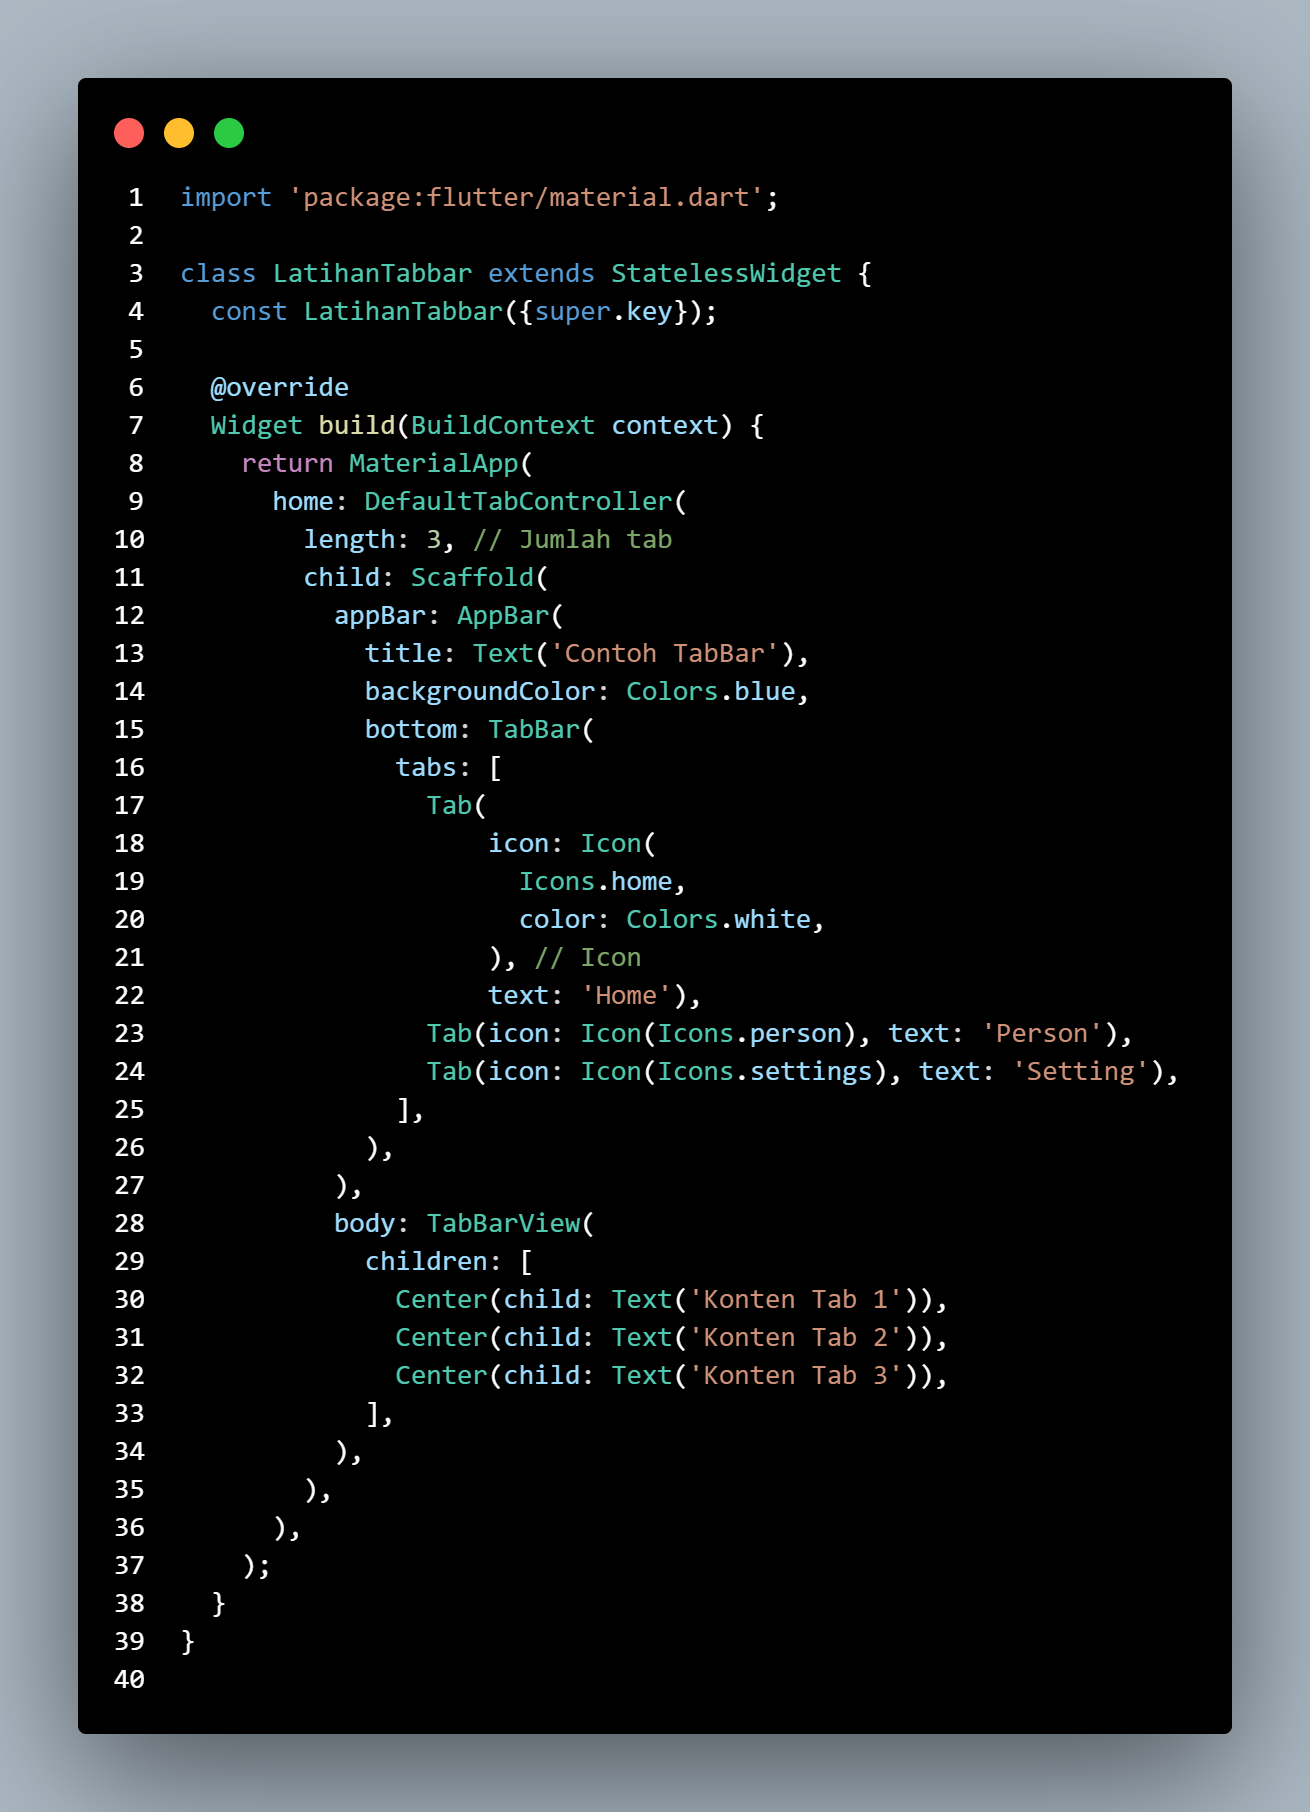 1 import 'package:flutter/material.dart';
2
3 class LatihanTabbar extends StatelessWidget {
4   const LatihanTabbar({super.key});
5
6   @override
7   Widget build(BuildContext context) {
8     return MaterialApp(
9       home: DefaultTabController(
10         length: 3, // Jumlah tab
11         child: Scaffold(
12           appBar: AppBar(
13             title: Text('Contoh TabBar'),
14             backgroundColor: Colors.blue,
15             bottom: TabBar(
16               tabs: [
17                 Tab(
18                     icon: Icon(
19                       Icons.home,
20                       color: Colors.white,
21                     ), // Icon
22                     text: 'Home'),
23                 Tab(icon: Icon(Icons.person), text: 'Person'),
24                 Tab(icon: Icon(Icons.settings), text: 'Setting'),
25               ],
26             ),
27           ),
28           body: TabBarView(
29             children: [
30               Center(child: Text('Konten Tab 1')),
31               Center(child: Text('Konten Tab 2')),
32               Center(child: Text('Konten Tab 3')),
33             ],
34           ),
35         ),
36       ),
37     );
38   }
39 }
40